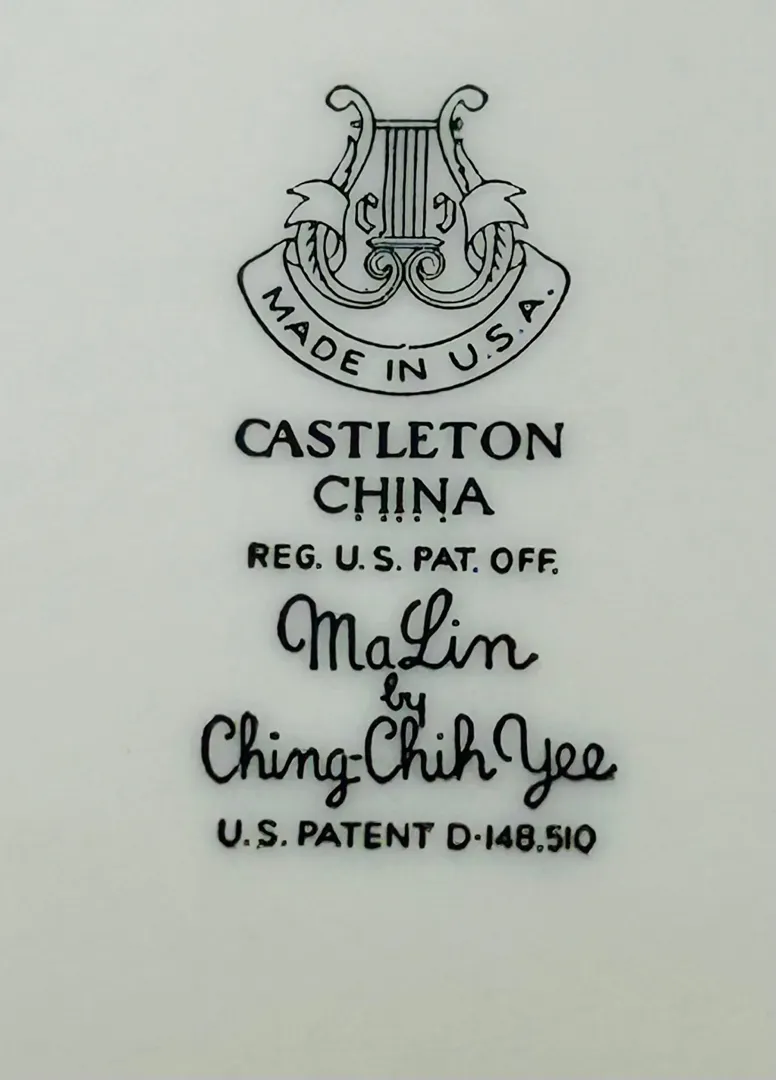 MADE IN U.S.A.
CASTLETON
CHINA
REG. U.S. PAT. OFF.
MaLin
by
Ching-Chih Yee
U.S. PATENT D-148,510